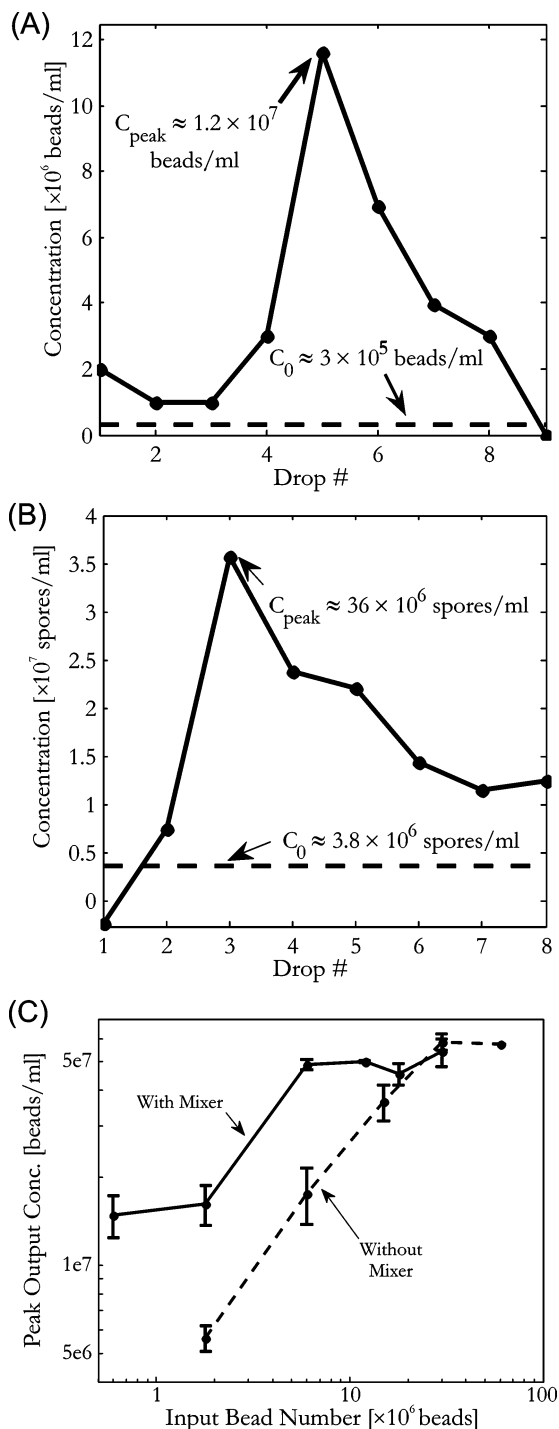 (A)
12
10
8
6
4
2
0
Concentration [×10⁶ beads/ml]
C_peak ≈ 1.2 × 10⁷
beads/ml
C₀ ≈ 3 × 10⁵ beads/ml
2 4 6 8
Drop #
(B)
4
3.5
3
2.5
2
1.5
1
0.5
0
Concentration [×10⁷ spores/ml]
C_peak ≈ 36 × 10⁶ spores/ml
C₀ ≈ 3.8 × 10⁶ spores/ml
1 2 3 4 5 6 7 8
Drop #
(C)
5e7
1e7
5e6
Peak Output Conc. [beads/ml]
With Mixer
Without
Mixer
1 10 100
Input Bead Number [×10⁶ beads]